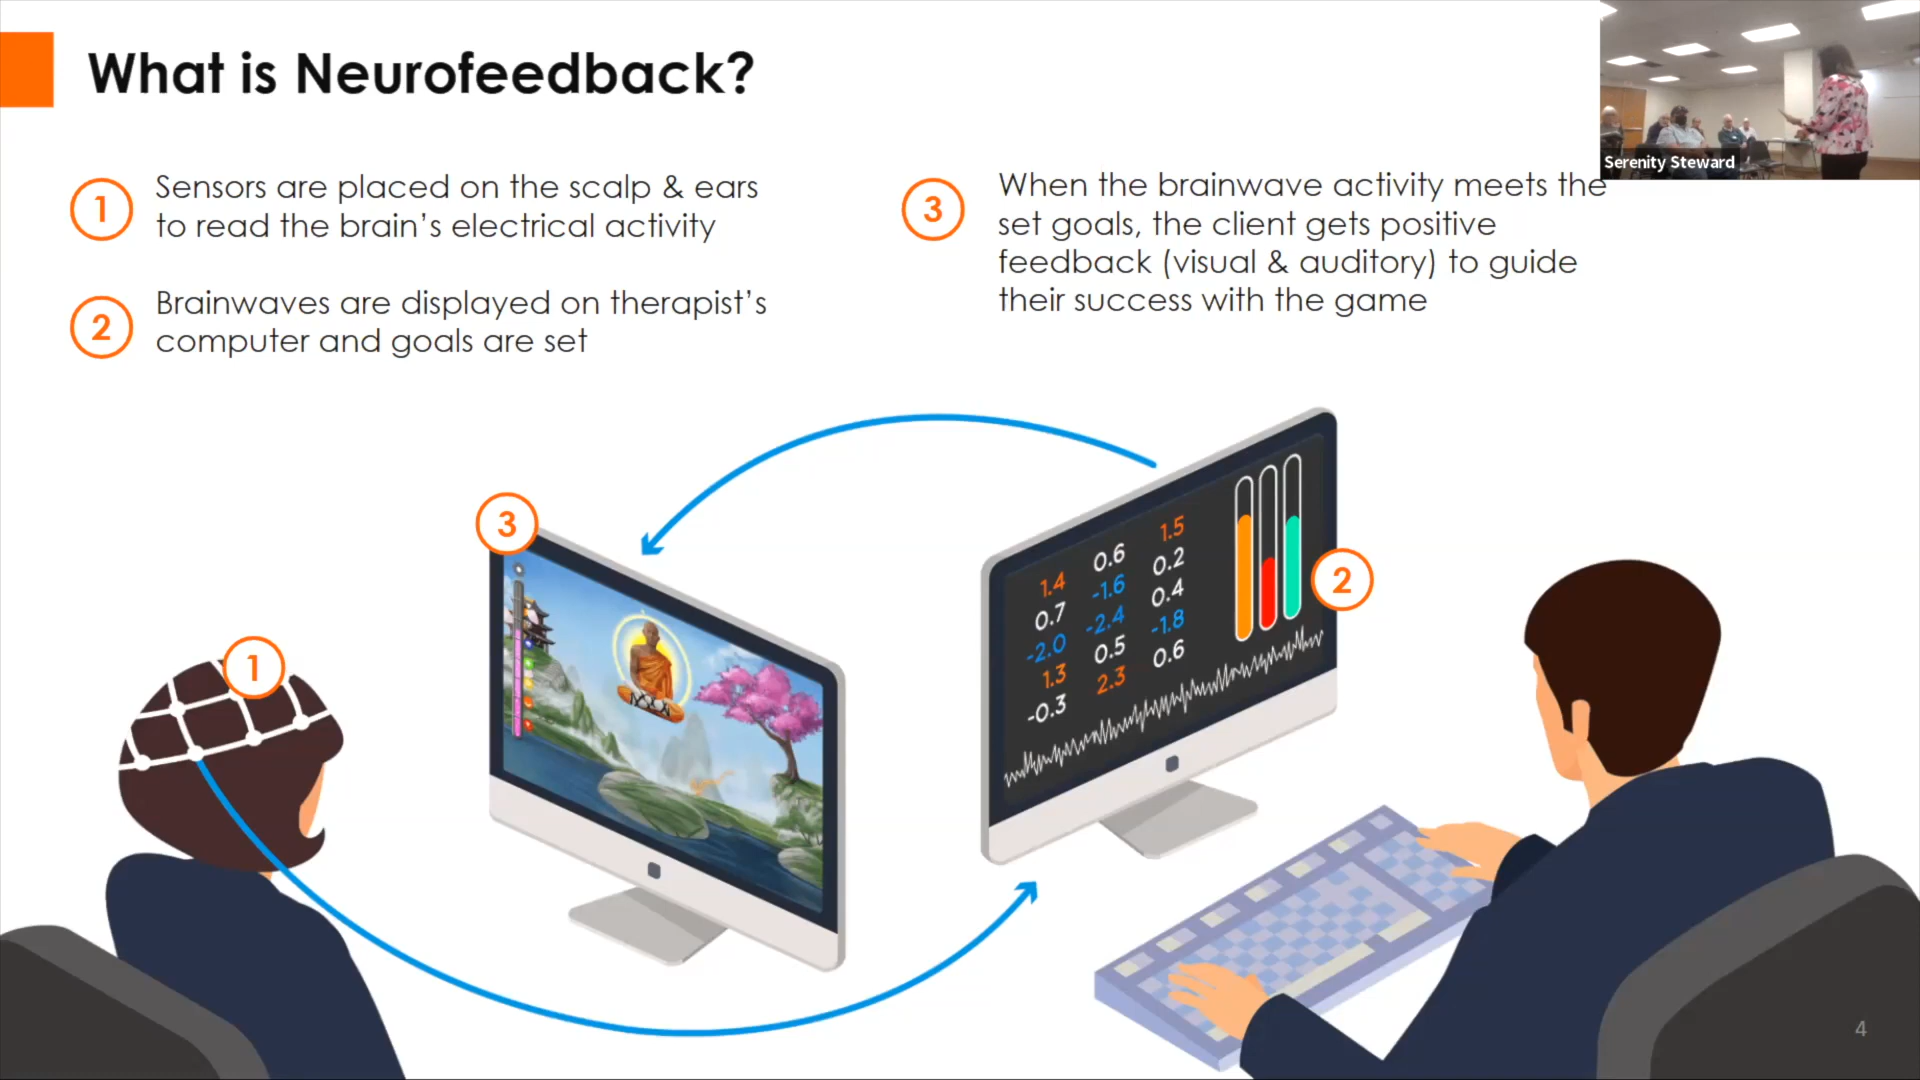 What is Neurofeedback?
1
Sensors are placed on the scalp & ears
to read the brain's electrical activity
2
Brainwaves are displayed on therapist's
computer and goals are set
3
When the brainwave activity meets the
set goals, the client gets positive
feedback (visual & auditory) to guide
their success with the game
Serenity Steward
3
1
2
1.4 0.6 1.5
0.7 -1.6 0.2
-2.0 -2.4 0.4
1.3 0.5 -1.8
-0.3 2.3 0.6
4